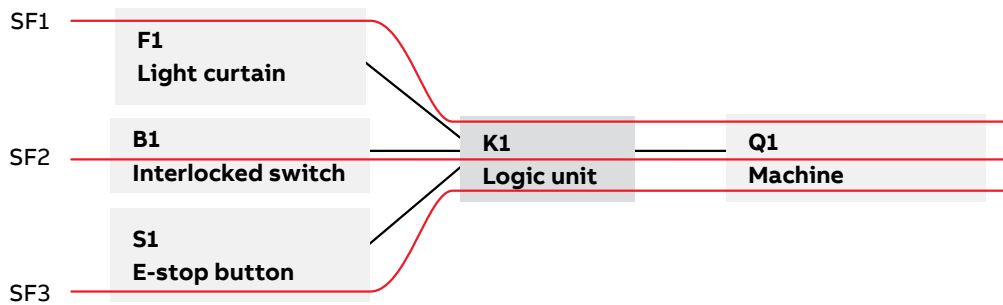 SF1
F1
Light curtain
SF2
B1
Interlocked switch
K1
Logic unit
Q1
Machine
S1
E-stop button
SF3